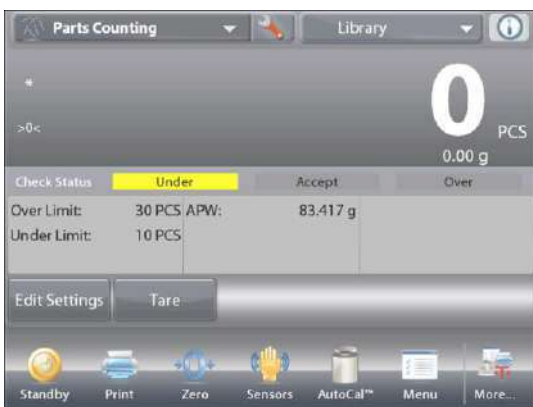 Parts Counting Library
*
>0<
0 PCS
0.00 g
Check Status Under Accept Over
Over Limit: 30 PCS APW: 83.417 g
Under Limit: 10 PCS
Edit Settings Tare
Standby Print Zero Sensors AutoCal™ Menu More...